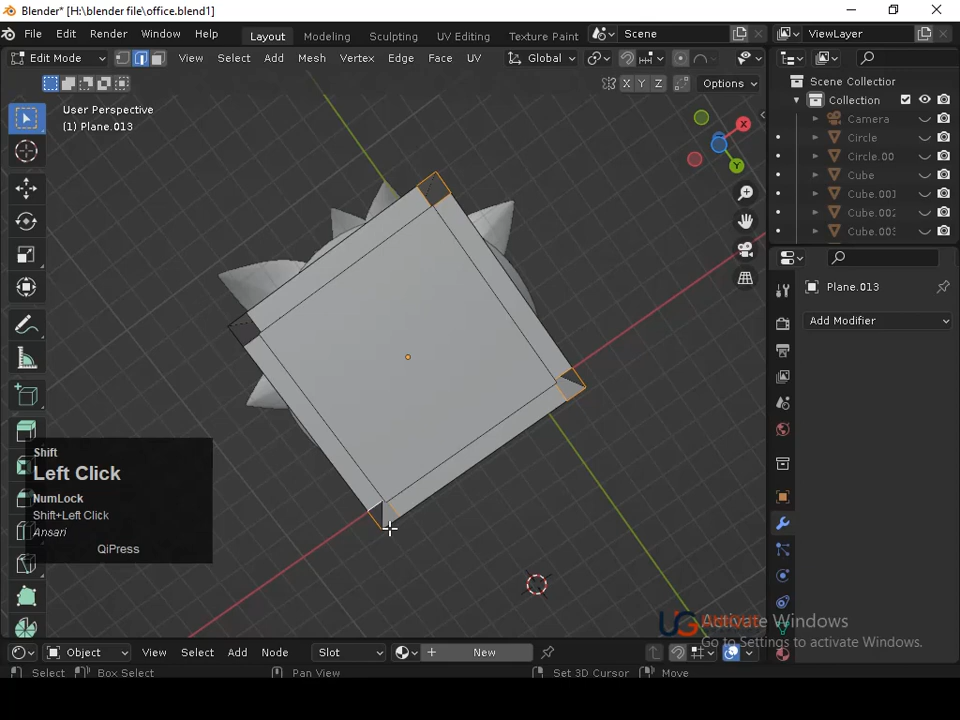 Blender* [H:\blender file\office.blend1]
File Edit Render Window Help Layout Modeling Sculpting UV Editing Texture Paint Scene ViewLayer
Edit Mode View Select Add Mesh Vertex Edge Face UV Global
X Y Z Options
User Perspective
(1) Plane.013
X
Y
Scene Collection
Collection
Camera
Circle
Circle.00
Cube
Cube.001
Cube.002
Cube.003
Plane.013
Add Modifier
Shift
Left Click
NumLock
Shift+Left Click
Ansari
QiPress
Activate Windows
Go to Settings to activate Windows.
Object View Select Add Node Slot New
Select Box Select Pan View Set 3D Cursor Move